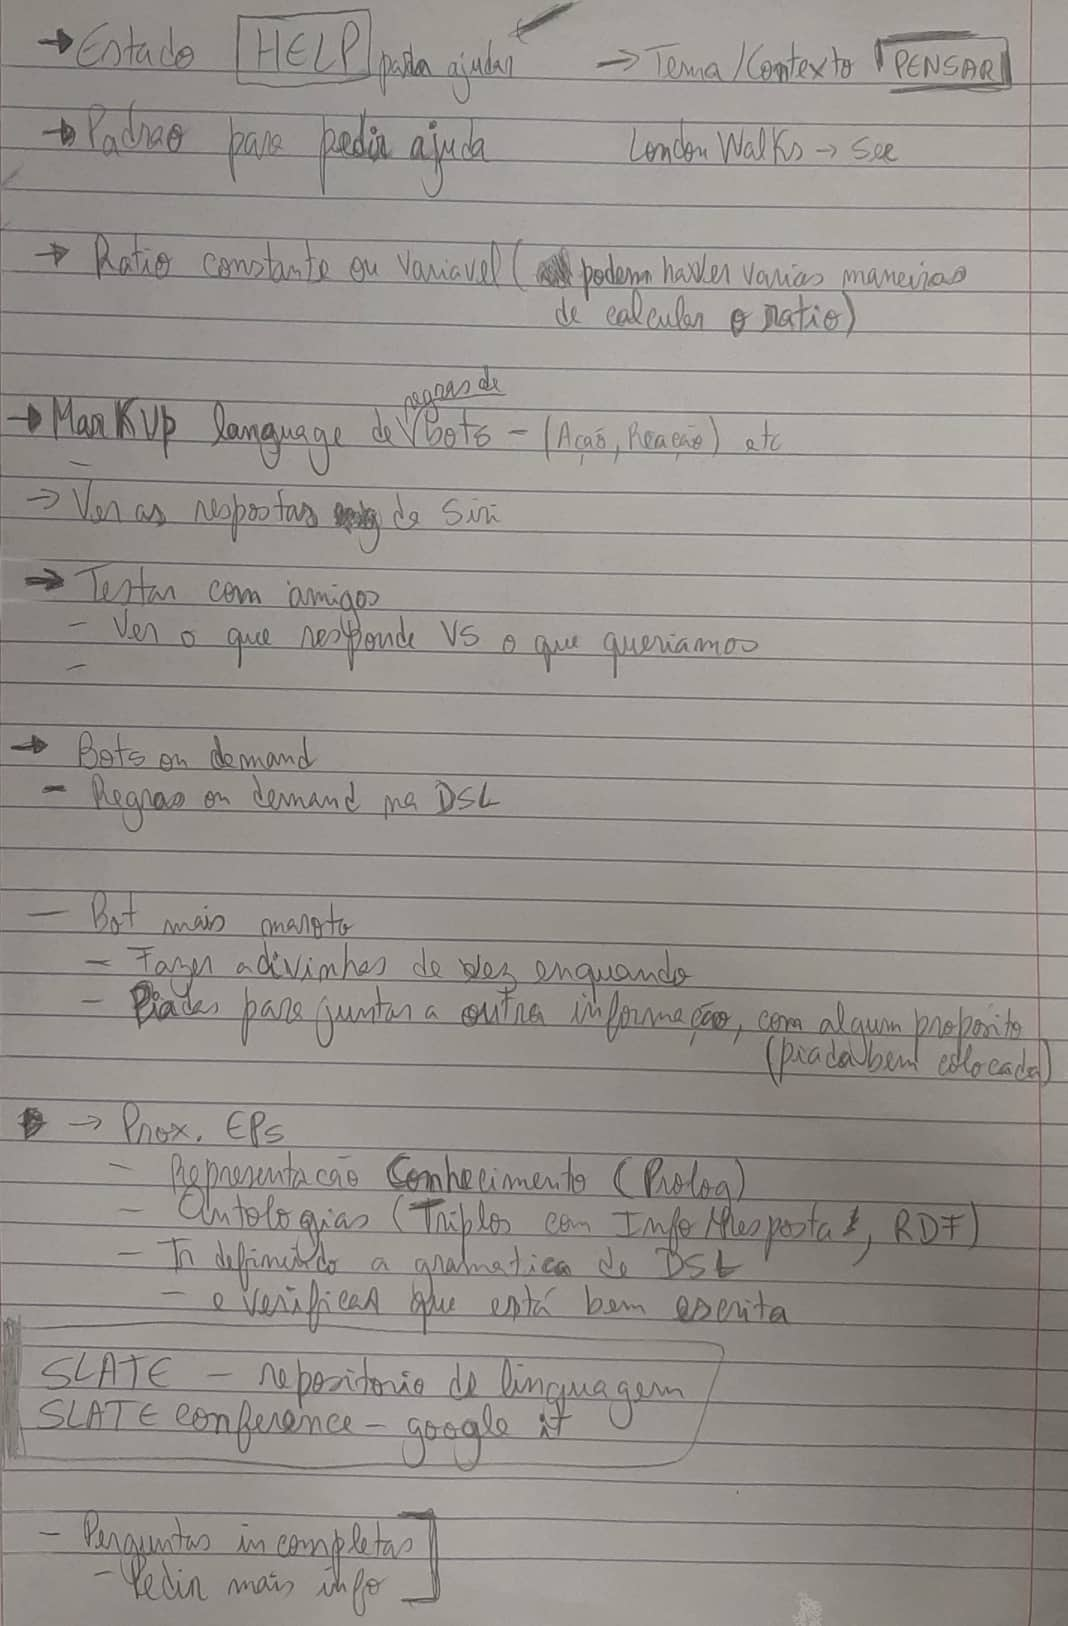 → Estado HELP para ajudar → Tema/Contexto PENSAR
→ Padrao para pedir ajuda London Walks → see
→ Ratio constante ou variavel ( podem haver varias maneiras
de calcular o ratio)
regras de
→ MarKUp language de √ bots - (Ação, Reação) etc
-
→ Ver as respostas da Siri
→ Testar com amigos
- Ver o que responde VS o que queriamos
-
→ Bots on demand
- Regras on demand na DSL
- Bot mais maroto
- Fazer adivinhas de vez enquando
- Piadas para juntar a outra informação, com algum proposito
(piada bem colocada)
→ Prox. EPs
- Representação Conhecimento (Prolog)
- Ontologias (Triplos com Info/Resposta, RDF)
- Ir definindo a gramatica da DSL
- e verificar que está bem escrita
SLATE - repositorio de linguagem
SLATE conference - google it
- Perguntas incompletas
- Pedir mais info